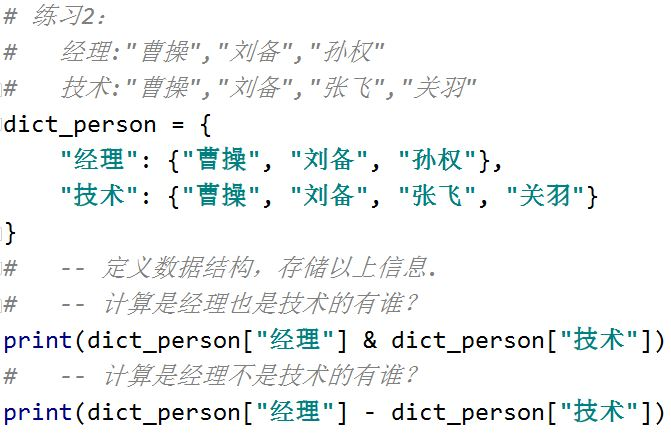 # 练习2：
#   经理:"曹操","刘备","孙权"
#   技术:"曹操","刘备","张飞","关羽"
dict_person = {
    "经理": {"曹操", "刘备", "孙权"},
    "技术": {"曹操", "刘备", "张飞", "关羽"}
}
#   -- 定义数据结构，存储以上信息.
#   -- 计算是经理也是技术的有谁？
print(dict_person["经理"] & dict_person["技术"])
#   -- 计算是经理不是技术的有谁？
print(dict_person["经理"] - dict_person["技术"])